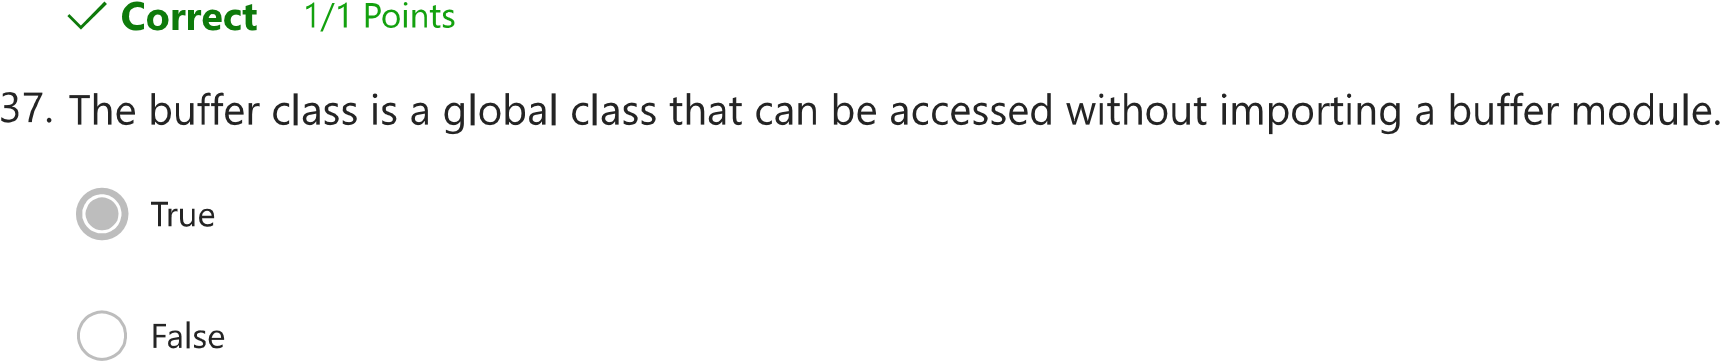 Correct 1/1 Points
37. The buffer class is a global class that can be accessed without importing a buffer module.
True
False